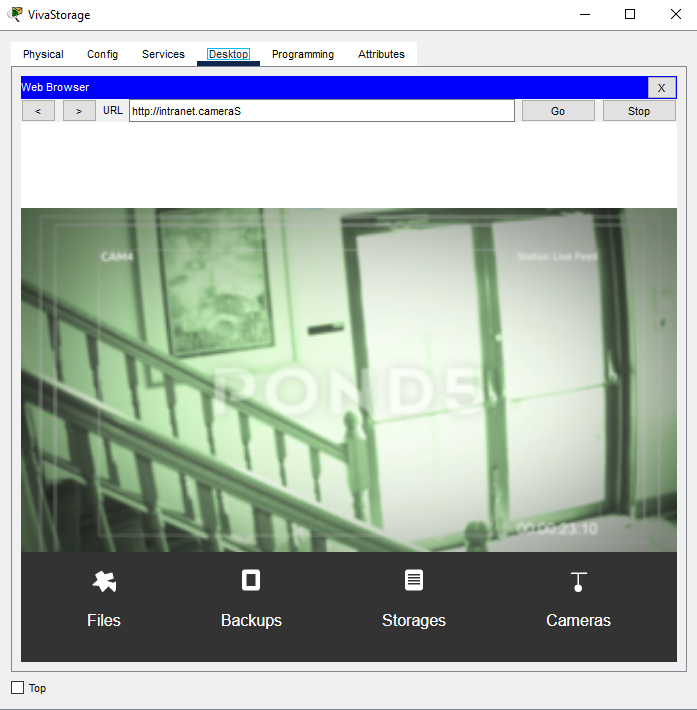 VivaStorage
Physical Config Services Desktop Programming Attributes
Web Browser X
< > URL http://intranet.cameraS Go Stop
CAM4 Status: Live Feed
POND5
00:00:23:10
Files Backups Storages Cameras
Top